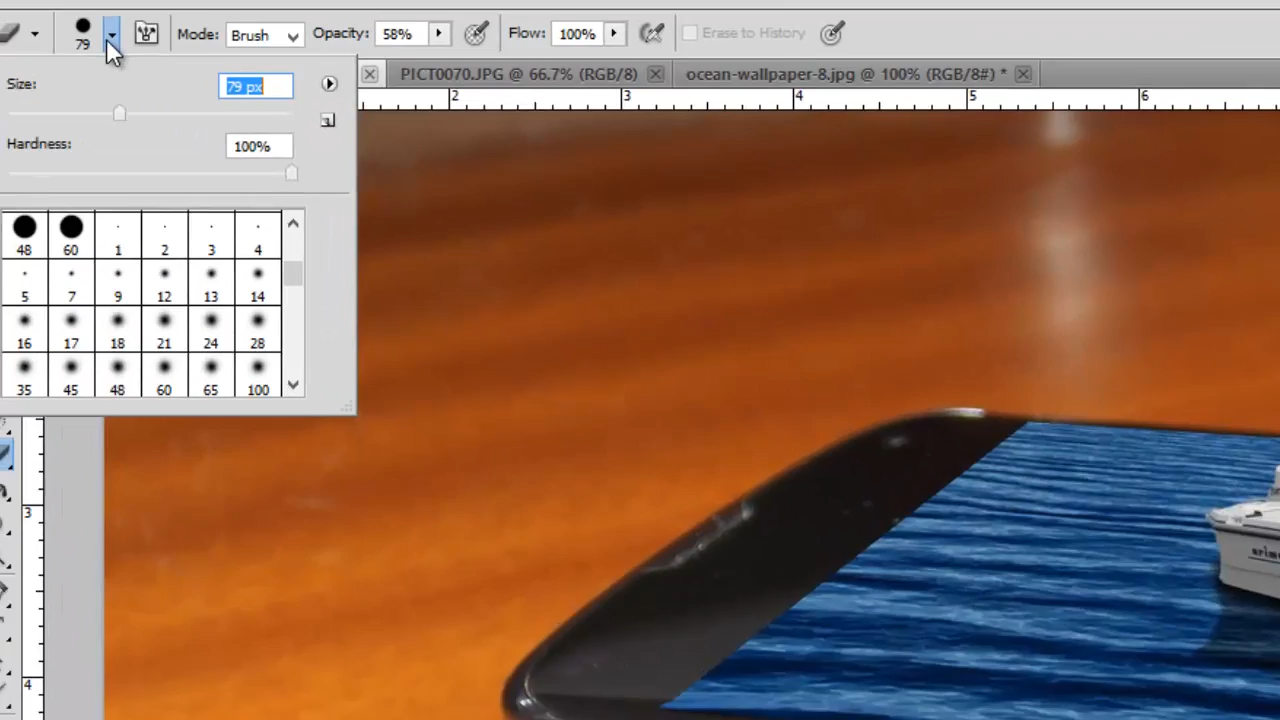 79
Mode: Brush Opacity: 58% Flow: 100% Erase to History
Size: 79 px
PICT0070.JPG @ 66.7% (RGB/8) ocean-wallpaper-8.jpg @ 100% (RGB/8#) *
2 3 4 5 6
Hardness: 100%
48 60 1 2 3 4
5 7 9 12 13 14
16 17 18 21 24 28
35 45 48 60 65 100
3
4